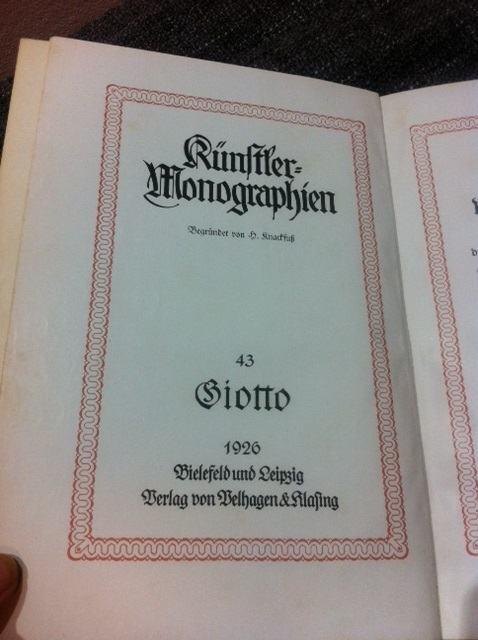 Künstler=
Monographien
Begründet von H. Knackfuß
43
Giotto
1926
Bielefeld und Leipzig
Verlag von Velhagen & Klasing